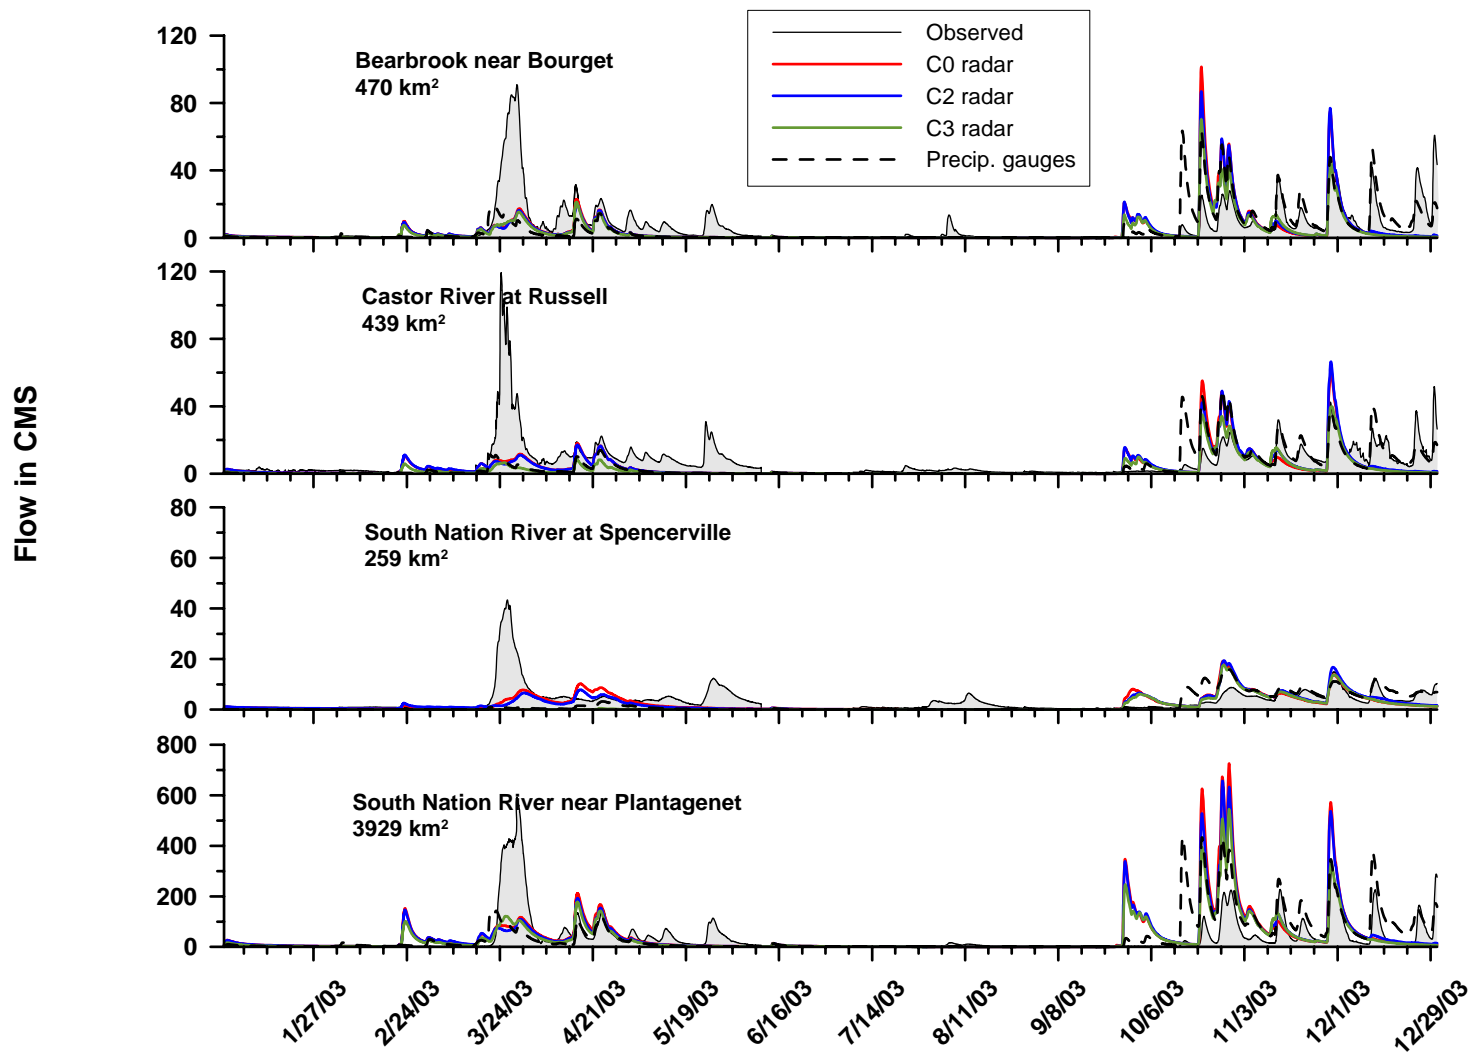 Observed
C0 radar
C2 radar
C3 radar
Precip. gauges
Flow in CMS
120
80
40
0
Bearbrook near Bourget
470 km²
120
80
40
0
Castor River at Russell
439 km²
80
60
40
20
0
South Nation River at Spencerville
259 km²
800
600
400
200
0
South Nation River near Plantagenet
3929 km²
1/27/03
2/24/03
3/24/03
4/21/03
5/19/03
6/16/03
7/14/03
8/11/03
9/8/03
10/6/03
11/3/03
12/1/03
12/29/03